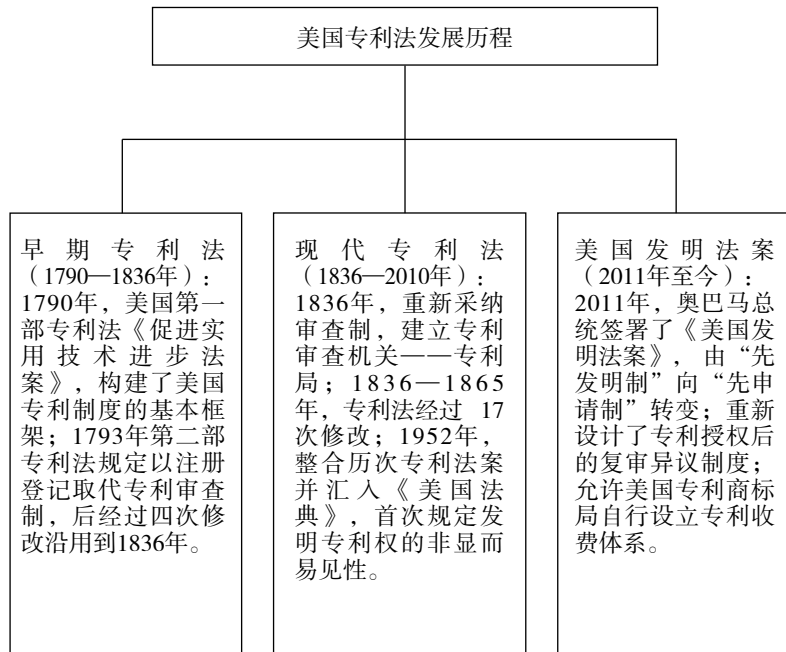 美国专利法发展历程
早期专利法
（1790—1836年）：
1790年，美国第一
部专利法《促进实
用技术进步法
案》，构建了美国
专利制度的基本框
架；1793年第二部
专利法规定以注册
登记取代专利审查
制，后经过四次修
改沿用到1836年。
现代专利法
（1836—2010年）：
1836年，重新采纳
审查制，建立专利
审查机关——专利
局；1836—1865
年，专利法经过 17
次修改；1952年，
整合历次专利法案
并汇入《美国法
典》，首次规定发
明专利权的非显而
易见性。
美国发明法案
（2011年至今）：
2011年，奥巴马总
统签署了《美国发
明法案》，由“先
发明制”向“先申
请制”转变；重新
设计了专利授权后
的复审异议制度；
允许美国专利商标
局自行设立专利收
费体系。